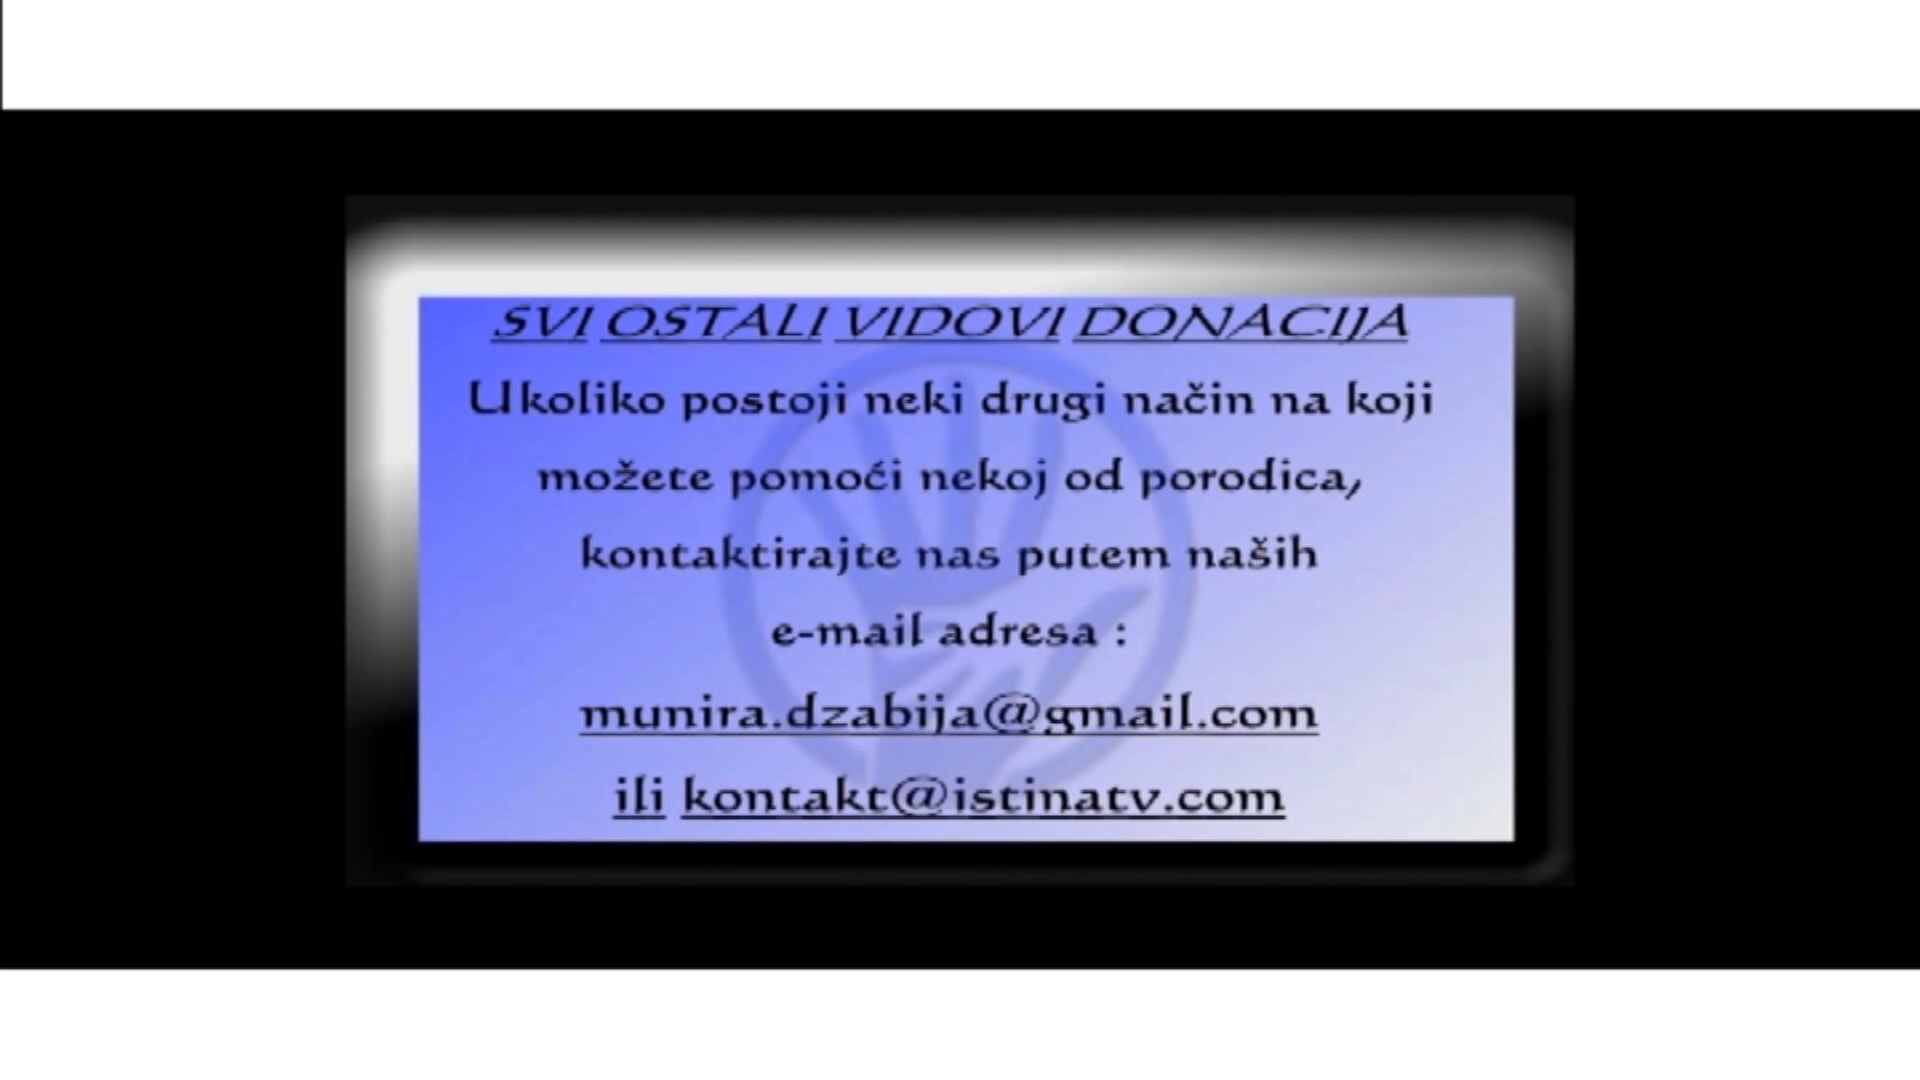 SVI OSTALI VIDOVI DONACIJA
Ukoliko postoji neki drugi način na koji
možete pomoći nekoj od porodica,
kontaktirajte nas putem naših
e-mail adresa :
munira.dzabija@gmail.com
ili kontakt@istinatv.com